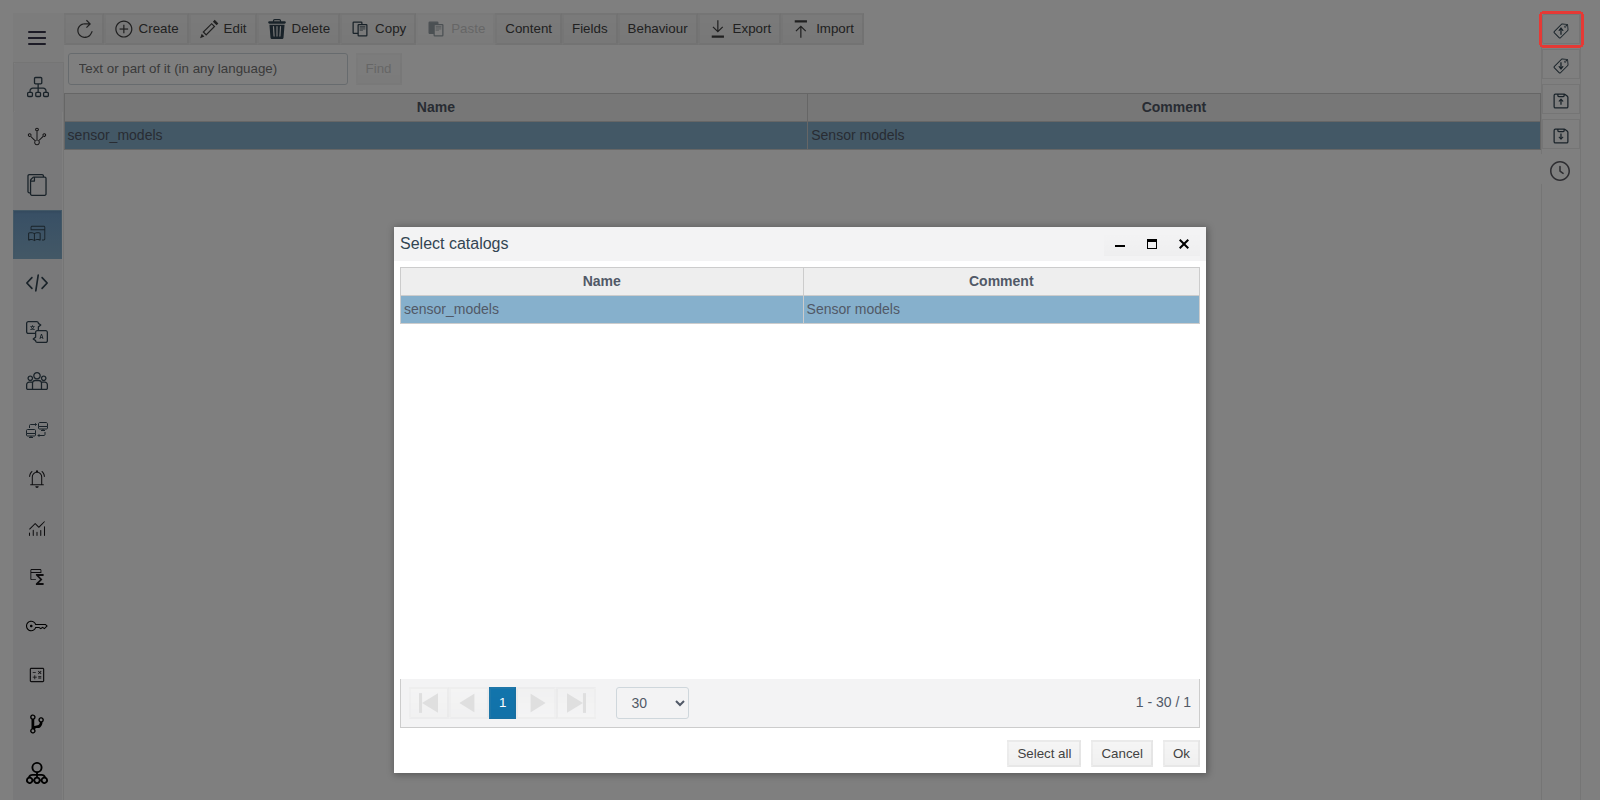 Create Edit Delete Copy Paste Content Fields Behaviour Export Import
Text or part of it (in any language) Find
Name Comment
sensor_models Sensor models
Select catalogs
Name Comment
sensor_models Sensor models
1 30 1 - 30 / 1
Select all Cancel Ok